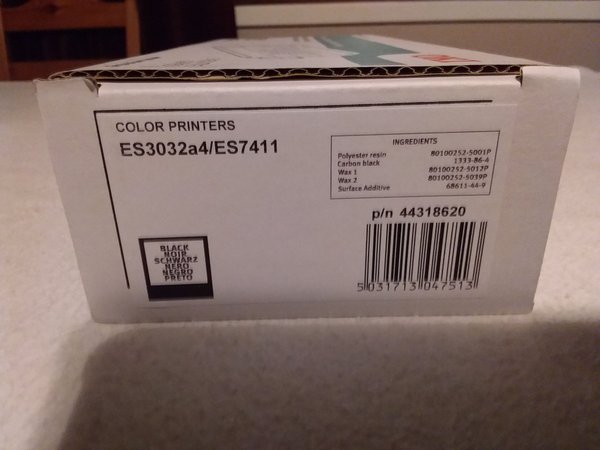 COLOR PRINTERS
ES3032a4/ES7411
INGREDIENTS
Polyester resin 80100252-5001P
Carbon black 1333-86-4
Wax 1 80100252-5012P
Wax 2 80100252-5039P
Surface Additive 68611-44-9
p/n 44318620
BLACK
NOIR
SCHWARZ
NERO
NEGRO
PRETO
5 031713 047513